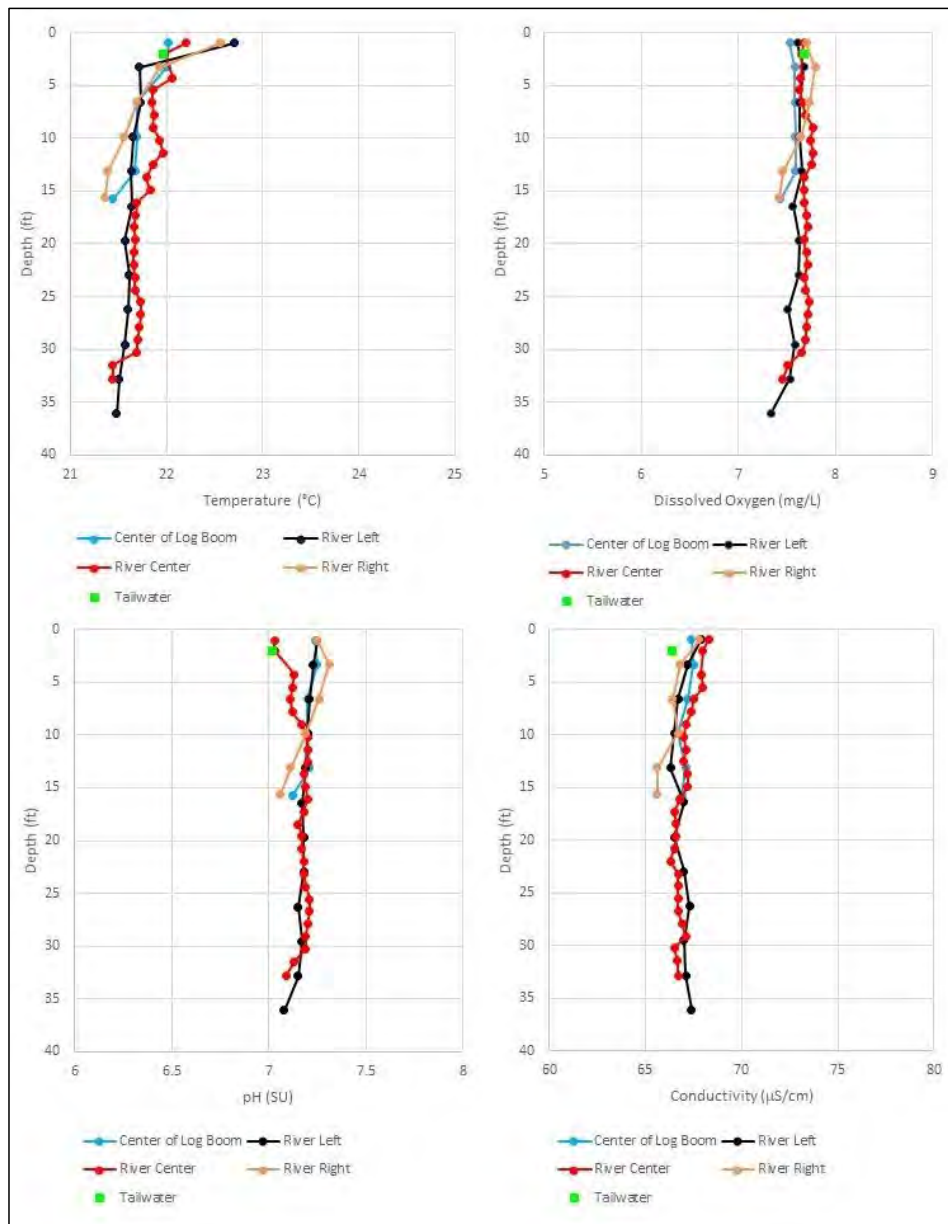 0
5
10
15
20
25
30
35
40
Depth (ft)
21 22 23 24 25
Temperature (°C)
Center of Log Boom River Left
River Center River Right
Tailwater
0
5
10
15
20
25
30
35
40
Depth (ft)
5 6 7 8 9
Dissolved Oxygen (mg/L)
Center of Log Boom River Left
River Center River Right
Tailwater
0
5
10
15
20
25
30
35
40
Depth (ft)
6 6.5 7 7.5 8
pH (SU)
Center of Log Boom River Left
River Center River Right
Tailwater
0
5
10
15
20
25
30
35
40
Depth (ft)
60 65 70 75 80
Conductivity (µS/cm)
Center of Log Boom River Left
River Center River Right
Tailwater